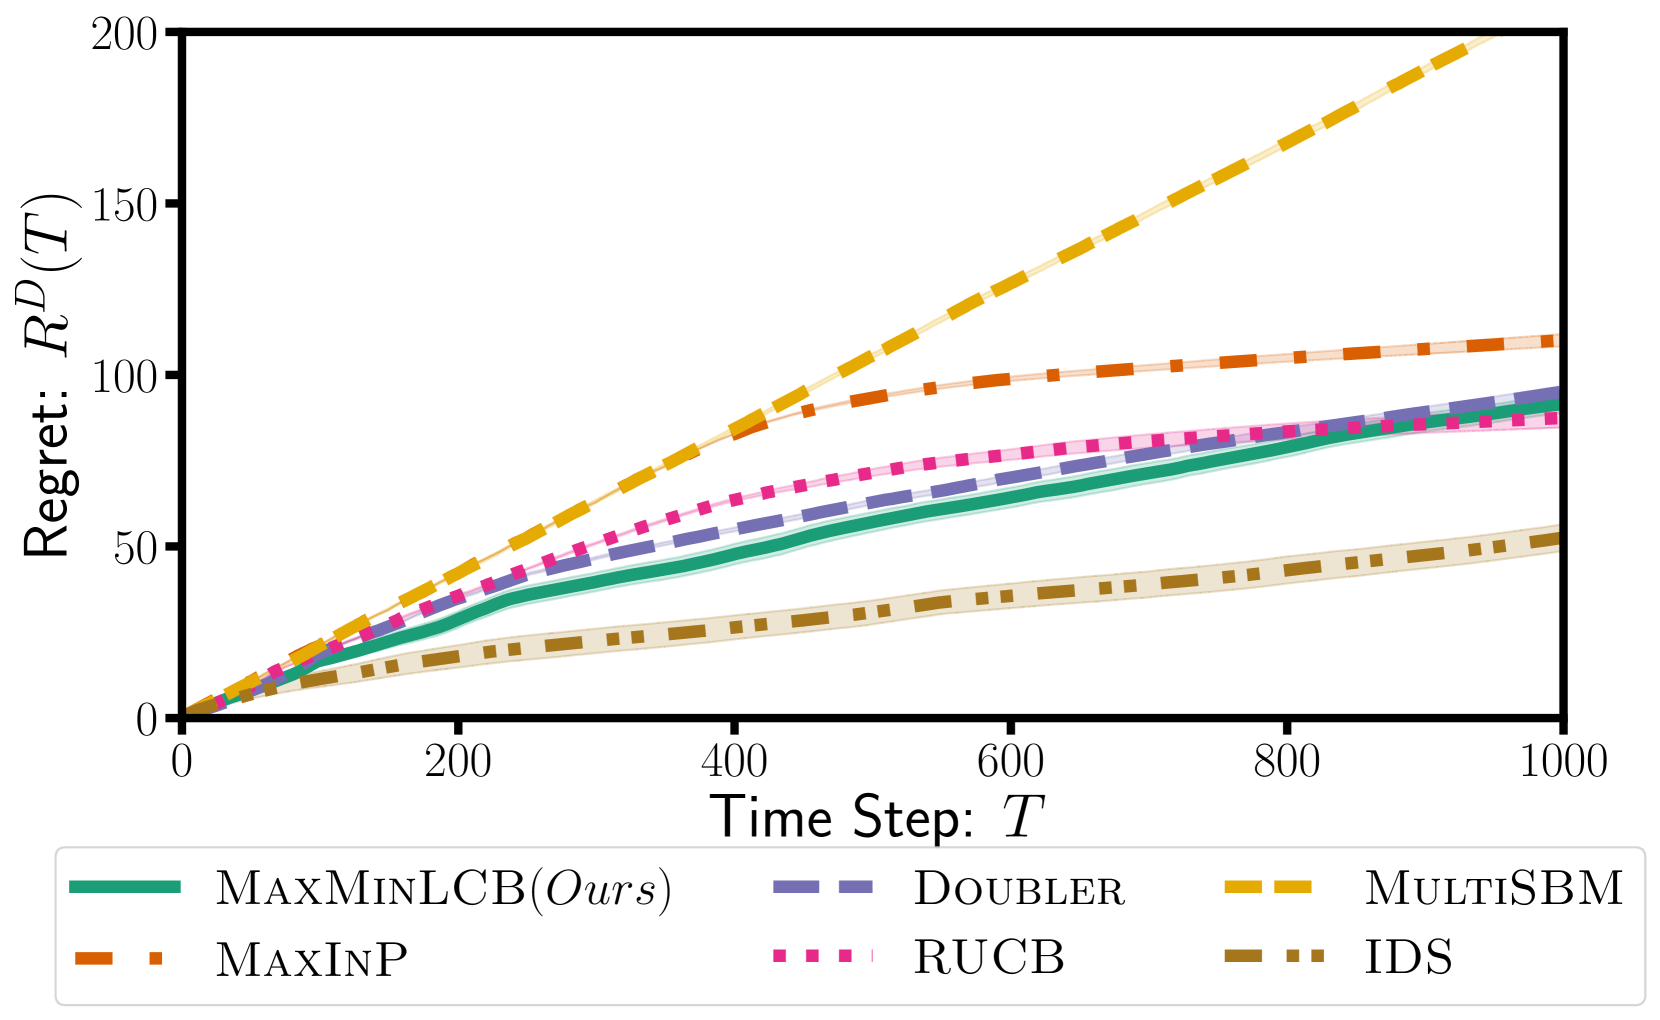 200
150
100
50
0
Regret: R^D(T)
0 200 400 600 800 1000
Time Step: T
MAXMINLCB(Ours) DOUBLER MULTISBM
MAXINP RUCB IDS